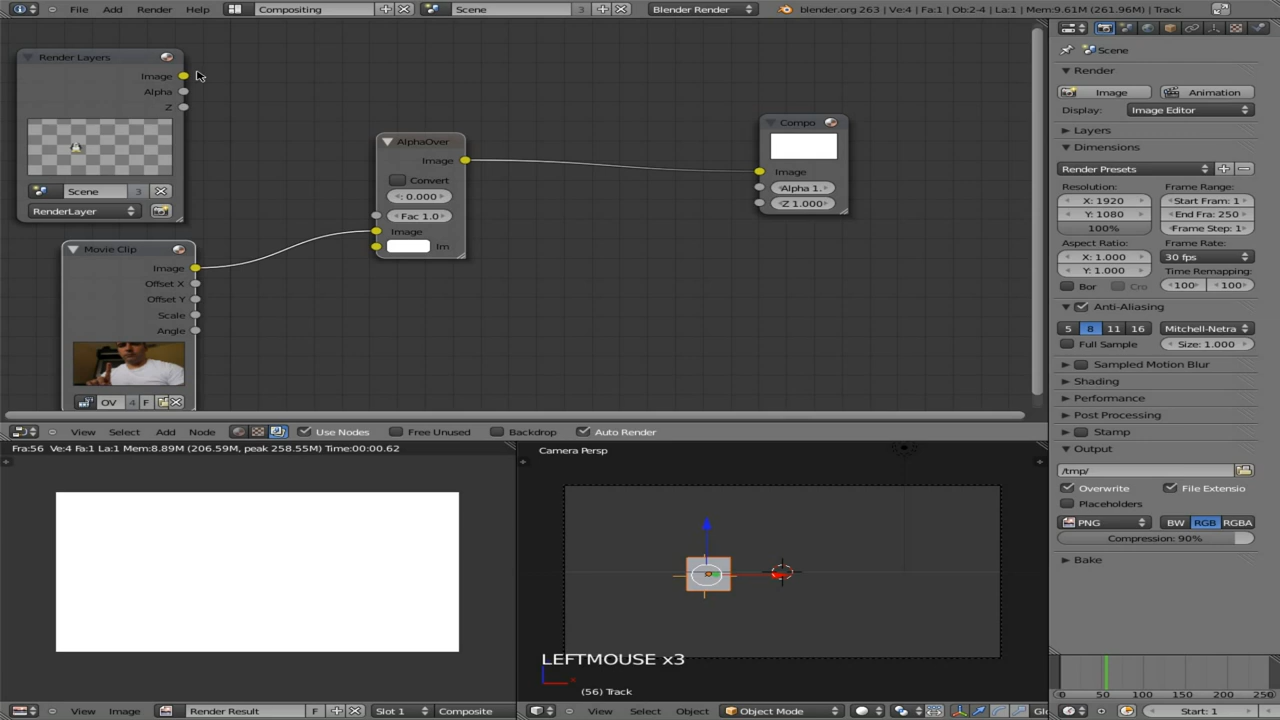 File Add Render Help Compositing Scene 3 Blender Render blender.org 263 | Ve:4 | Fa:1 | Ob:2-4 | La:1 | Mem:9.61M (261.96M) | Track
Render Layers
Image
Alpha
Z
Scene 3
RenderLayer
Movie Clip
Image
Offset X
Offset Y
Scale
Angle
OV 4 F
AlphaOver
Image
Convert
: 0.000
Fac 1.0
Image
Im
Compo
Image
Alpha 1.
Z 1.000
View Select Add Node Use Nodes Free Unused Backdrop Auto Render
Fra:56 Ve:4 Fa:1 La:1 Mem:8.89M (206.59M, peak 258.55M) Time:00:00.62
View Image Render Result F Slot 1 Composite
Camera Persp
LEFTMOUSE x3
(56) Track
View Select Object Object Mode Gl
Scene
Render
Image Animation
Display: Image Editor
Layers
Dimensions
Render Presets
Resolution: Frame Range:
X: 1920 Start Fram: 1
Y: 1080 End Fra: 250
100% Frame Step: 1
Aspect Ratio: Frame Rate:
X: 1.000 30 fps
Y: 1.000 Time Remapping:
Bor Cro 100 100
Anti-Aliasing
5 8 11 16 Mitchell-Netra
Full Sample Size: 1.000
Sampled Motion Blur
Shading
Performance
Post Processing
Stamp
Output
/tmp/
Overwrite File Extensio
Placeholders
PNG BW RGB RGBA
Compression: 90%
Bake
0 50 100 150 200 250
Start: 1